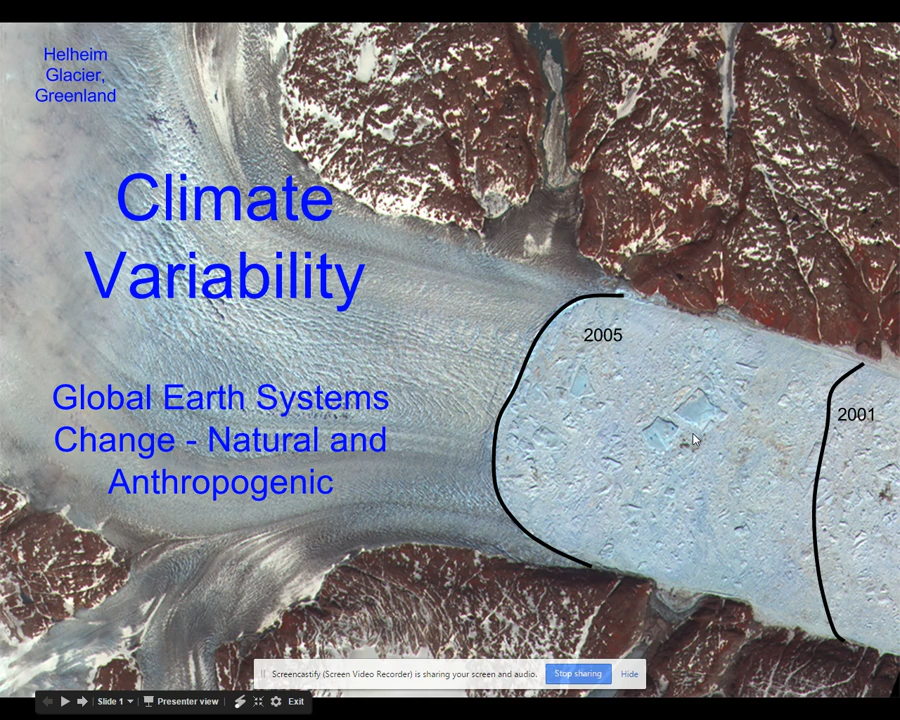 Helheim
Glacier,
Greenland
Climate
Variability
2005
2001
Global Earth Systems
Change - Natural and
Anthropogenic
Screencastify (Screen Video Recorder) is sharing your screen and audio.
Stop sharing
Hide
Slide 1
Presenter view
Exit